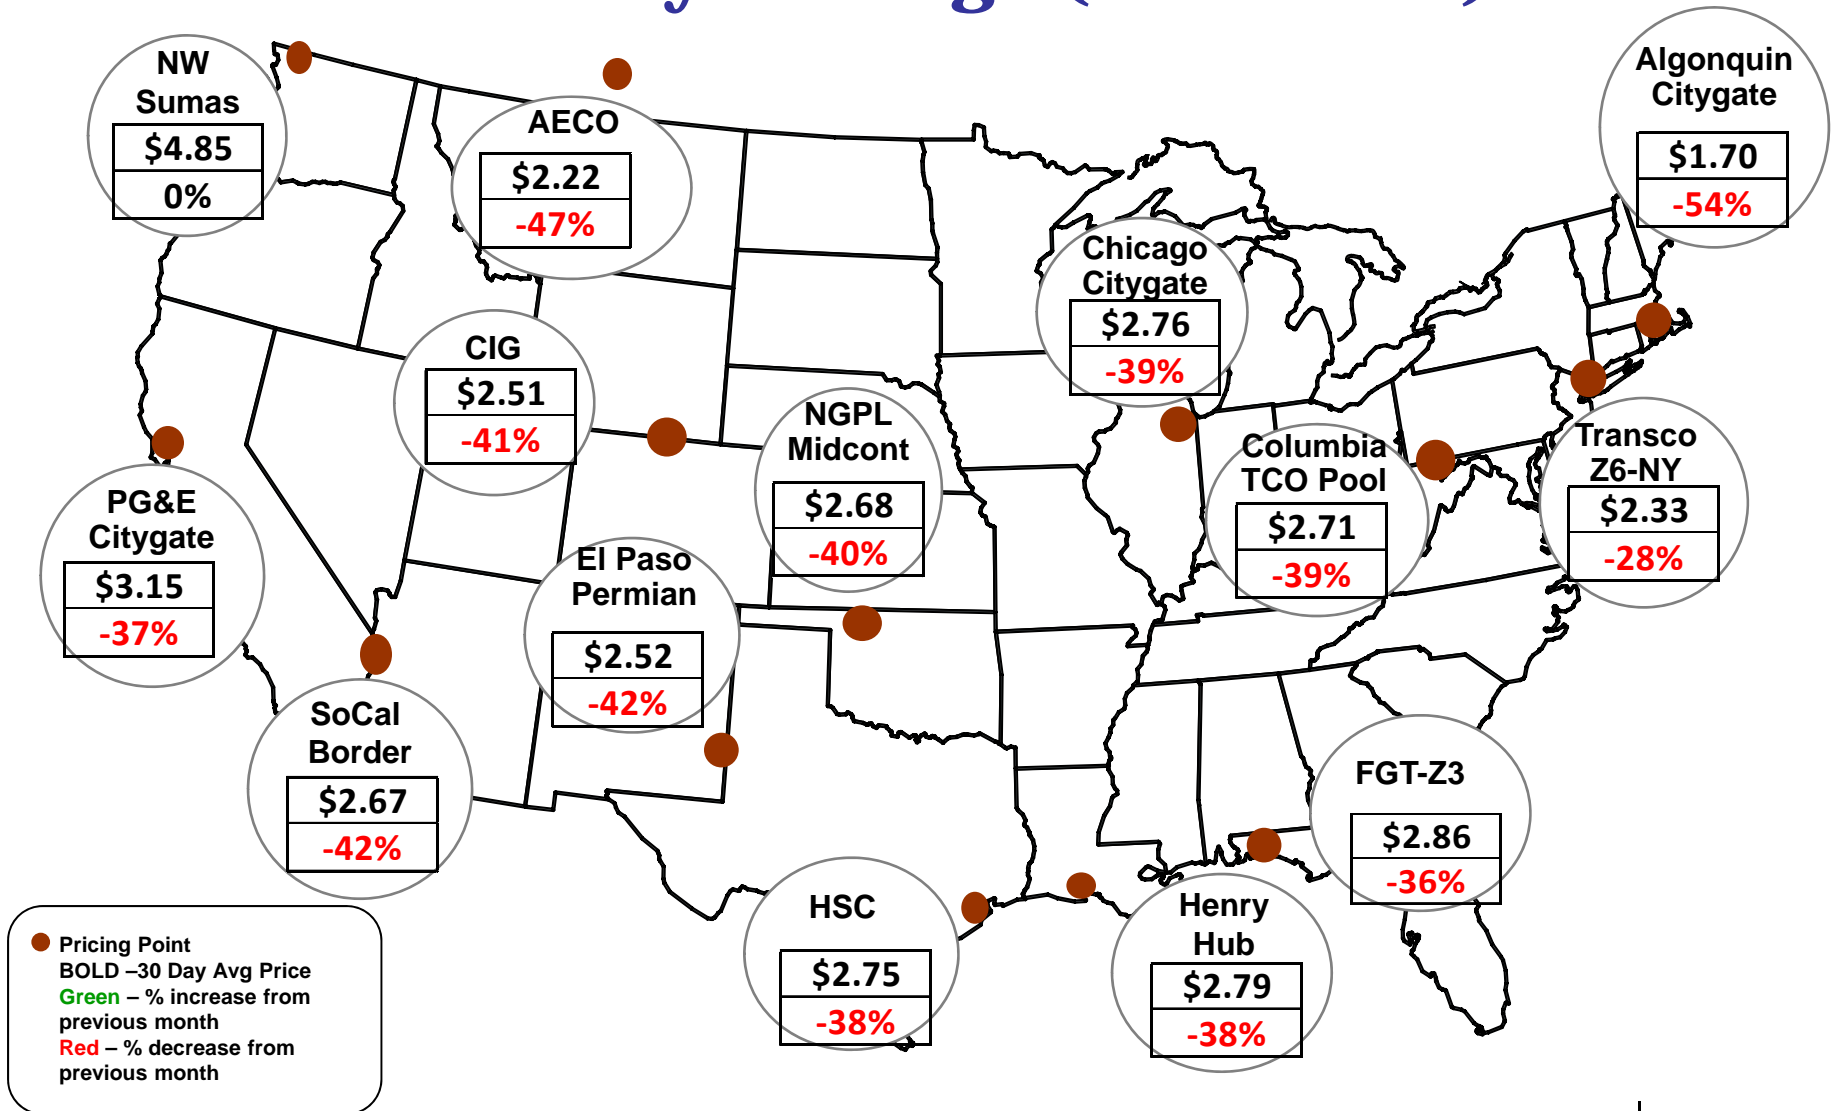 NW
Sumas
$4.85
0%
AECO
$2.22
-47%
Algonquin
Citygate
$1.70
-54%
Chicago
Citygate
$2.76
-39%
CIG
$2.51
-41%
NGPL
Midcont
$2.68
-40%
Columbia
TCO Pool
$2.71
-39%
Transco
Z6-NY
$2.33
-28%
PG&E
Citygate
$3.15
-37%
El Paso
Permian
$2.52
-42%
SoCal
Border
$2.67
-42%
FGT-Z3
$2.86
-36%
HSC
$2.75
-38%
Henry
Hub
$2.79
-38%
Pricing Point
BOLD –30 Day Avg Price
Green – % increase from
previous month
Red – % decrease from
previous month